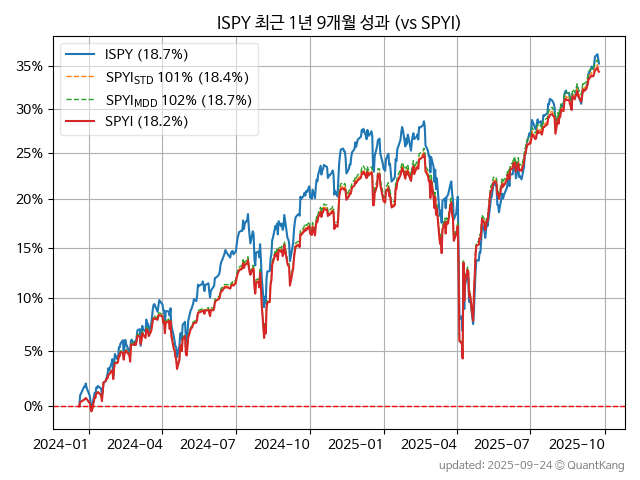 ISPY 최근 1년 9개월 성과 (vs SPYI)
ISPY (18.7%)
SPYI_STD 101% (18.4%)
SPYI_MDD 102% (18.7%)
SPYI (18.2%)
35%
30%
25%
20%
15%
10%
5%
0%
2024−01 2024−04 2024−07 2024−10 2025−01 2025−04 2025−07 2025−10
updated: 2025-09-24 © QuantKang